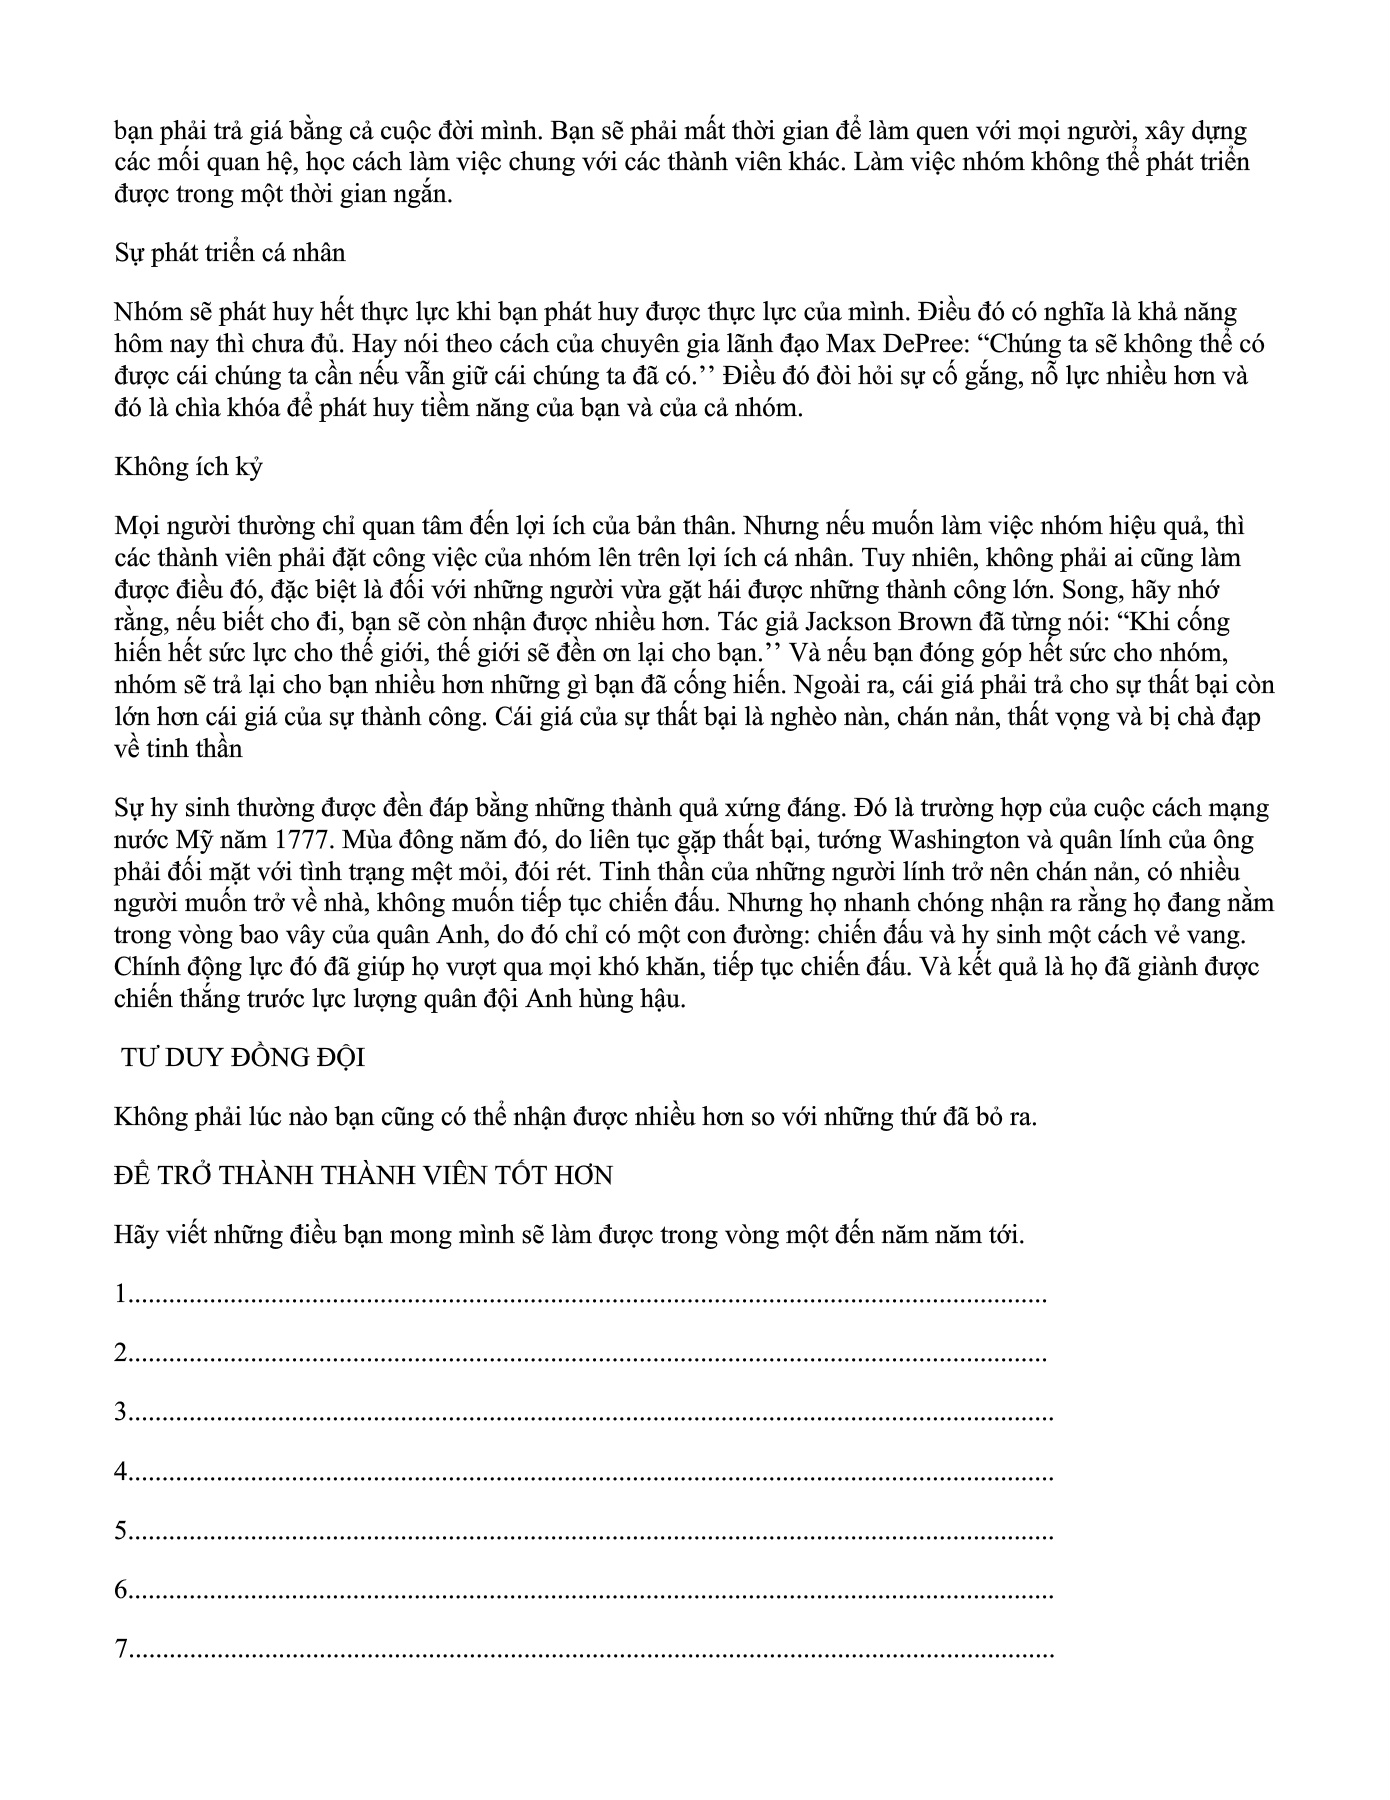 bạn phải trả giá bằng cả cuộc đời mình. Bạn sẽ phải mất thời gian để làm quen với mọi người, xây dựng
các mối quan hệ, học cách làm việc chung với các thành viên khác. Làm việc nhóm không thể phát triển
được trong một thời gian ngắn.
Sự phát triển cá nhân
Nhóm sẽ phát huy hết thực lực khi bạn phát huy được thực lực của mình. Điều đó có nghĩa là khả năng
hôm nay thì chưa đủ. Hay nói theo cách của chuyên gia lãnh đạo Max DePree: “Chúng ta sẽ không thể có
được cái chúng ta cần nếu vẫn giữ cái chúng ta đã có.’’ Điều đó đòi hỏi sự cố gắng, nỗ lực nhiều hơn và
đó là chìa khóa để phát huy tiềm năng của bạn và của cả nhóm.
Không ích kỷ
Mọi người thường chỉ quan tâm đến lợi ích của bản thân. Nhưng nếu muốn làm việc nhóm hiệu quả, thì
các thành viên phải đặt công việc của nhóm lên trên lợi ích cá nhân. Tuy nhiên, không phải ai cũng làm
được điều đó, đặc biệt là đối với những người vừa gặt hái được những thành công lớn. Song, hãy nhớ
rằng, nếu biết cho đi, bạn sẽ còn nhận được nhiều hơn. Tác giả Jackson Brown đã từng nói: “Khi cống
hiến hết sức lực cho thế giới, thế giới sẽ đền ơn lại cho bạn.’’ Và nếu bạn đóng góp hết sức cho nhóm,
nhóm sẽ trả lại cho bạn nhiều hơn những gì bạn đã cống hiến. Ngoài ra, cái giá phải trả cho sự thất bại còn
lớn hơn cái giá của sự thành công. Cái giá của sự thất bại là nghèo nàn, chán nản, thất vọng và bị chà đạp
về tinh thần
Sự hy sinh thường được đền đáp bằng những thành quả xứng đáng. Đó là trường hợp của cuộc cách mạng
nước Mỹ năm 1777. Mùa đông năm đó, do liên tục gặp thất bại, tướng Washington và quân lính của ông
phải đối mặt với tình trạng mệt mỏi, đói rét. Tinh thần của những người lính trở nên chán nản, có nhiều
người muốn trở về nhà, không muốn tiếp tục chiến đấu. Nhưng họ nhanh chóng nhận ra rằng họ đang nằm
trong vòng bao vây của quân Anh, do đó chỉ có một con đường: chiến đấu và hy sinh một cách vẻ vang.
Chính động lực đó đã giúp họ vượt qua mọi khó khăn, tiếp tục chiến đấu. Và kết quả là họ đã giành được
chiến thắng trước lực lượng quân đội Anh hùng hậu.
TƯ DUY ĐỒNG ĐỘI
Không phải lúc nào bạn cũng có thể nhận được nhiều hơn so với những thứ đã bỏ ra.
ĐỂ TRỞ THÀNH THÀNH VIÊN TỐT HƠN
Hãy viết những điều bạn mong mình sẽ làm được trong vòng một đến năm năm tới.
1.......................................................................................................................................
2.......................................................................................................................................
3........................................................................................................................................
4........................................................................................................................................
5........................................................................................................................................
6........................................................................................................................................
7........................................................................................................................................